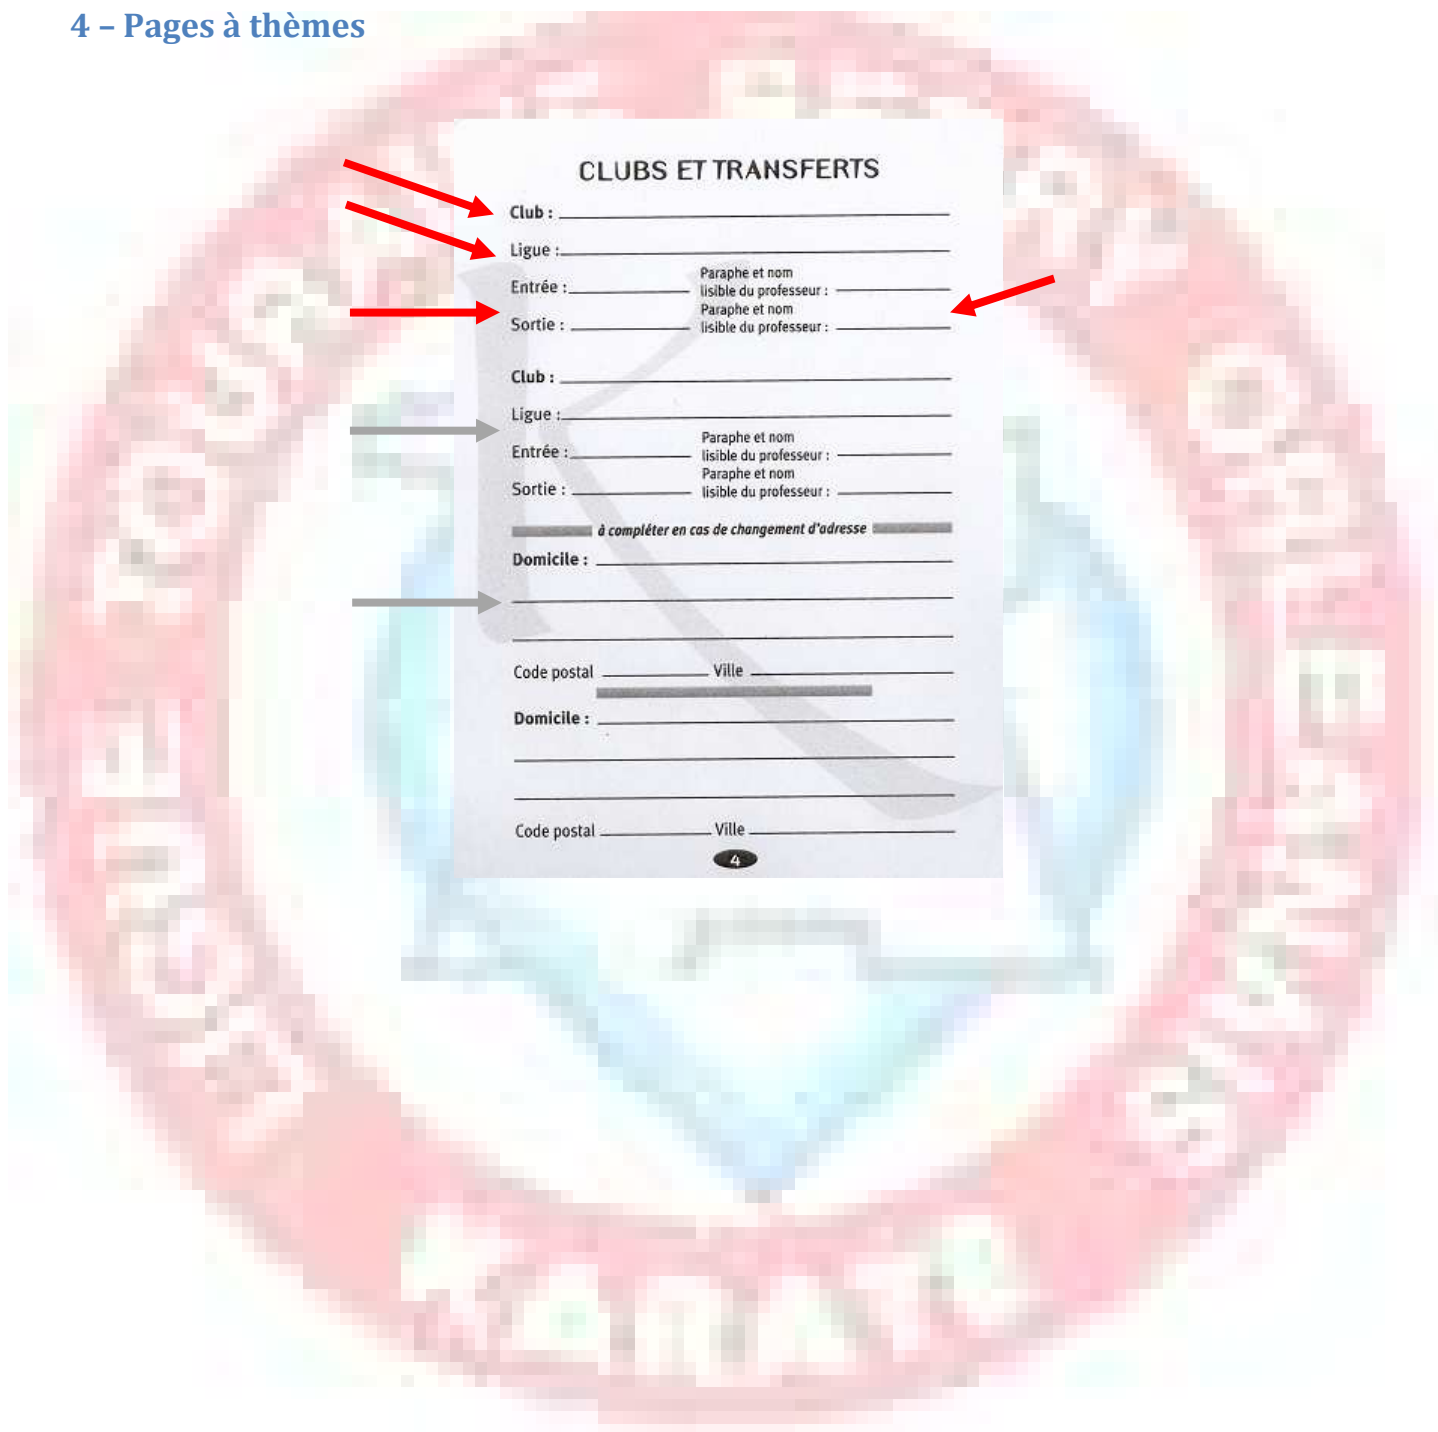 4 – Pages à thèmes
CLUBS ET TRANSFERTS
Club :
Ligue :
Entrée : Paraphe et nom lisible du professeur :
Sortie : Paraphe et nom lisible du professeur :
Club :
Ligue :
Entrée : Paraphe et nom lisible du professeur :
Sortie : Paraphe et nom lisible du professeur :
à compléter en cas de changement d'adresse
Domicile :
Code postal Ville
Domicile :
Code postal Ville
4